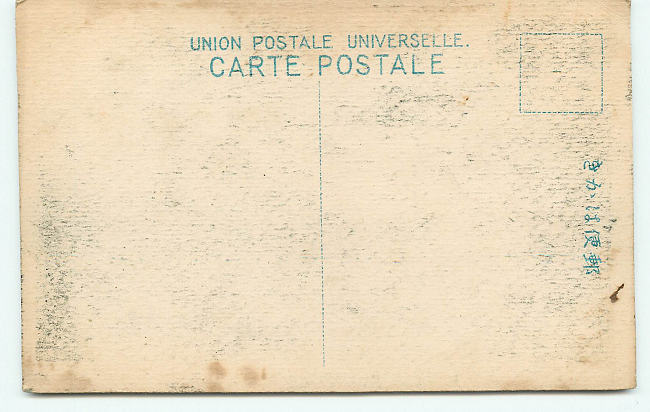 UNION POSTALE UNIVERSELLE.
CARTE POSTALE
郵便はがき